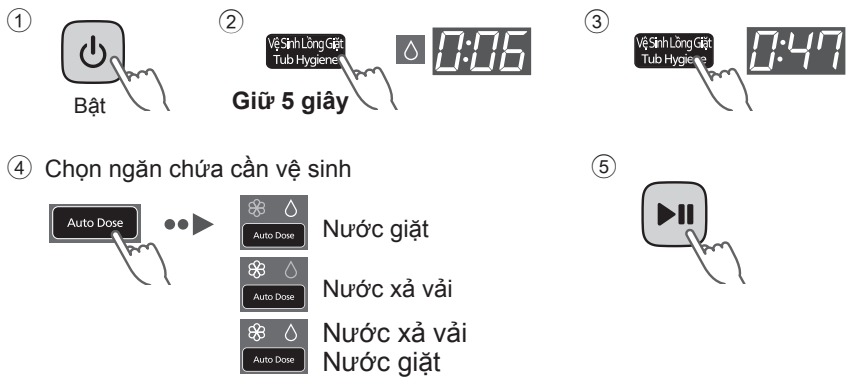 ①
Bật
②
Vệ Sinh Lồng Giặt
Tub Hygiene
0:06
Giữ 5 giây
③
Vệ Sinh Lồng Giặt
Tub Hygiene
0:47
④ Chọn ngăn chứa cần vệ sinh
Auto Dose
Auto Dose
Nước giặt
Auto Dose
Nước xả vải
Auto Dose
Nước xả vải
Nước giặt
⑤